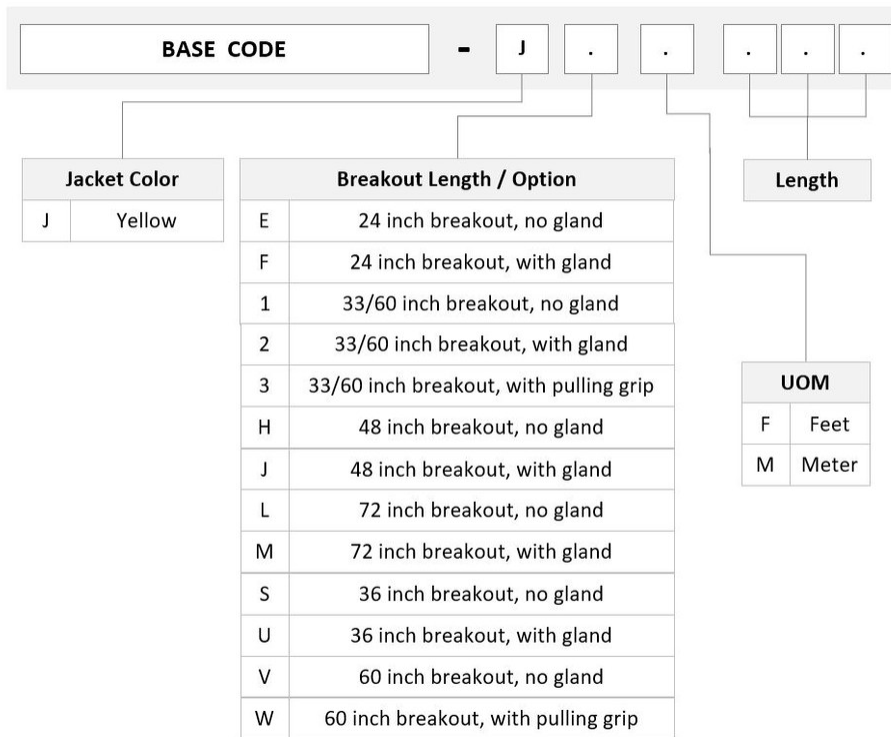 BASE CODE - J . . . . .
Jacket Color
J Yellow
Breakout Length / Option
E 24 inch breakout, no gland
F 24 inch breakout, with gland
1 33/60 inch breakout, no gland
2 33/60 inch breakout, with gland
3 33/60 inch breakout, with pulling grip
H 48 inch breakout, no gland
J 48 inch breakout, with gland
L 72 inch breakout, no gland
M 72 inch breakout, with gland
S 36 inch breakout, no gland
U 36 inch breakout, with gland
V 60 inch breakout, no gland
W 60 inch breakout, with pulling grip
Length
UOM
F Feet
M Meter